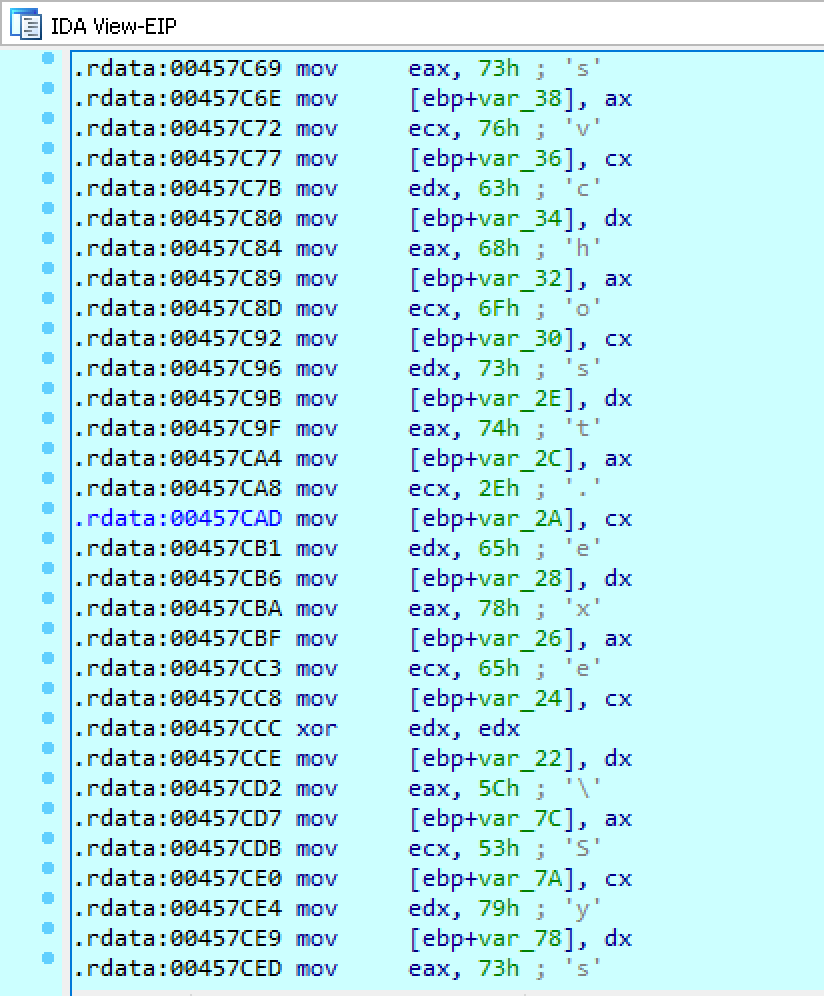 IDA View-EIP
.rdata:00457C69 mov eax, 73h ; 's'
.rdata:00457C6E mov [ebp+var_38], ax
.rdata:00457C72 mov ecx, 76h ; 'v'
.rdata:00457C77 mov [ebp+var_36], cx
.rdata:00457C7B mov edx, 63h ; 'c'
.rdata:00457C80 mov [ebp+var_34], dx
.rdata:00457C84 mov eax, 68h ; 'h'
.rdata:00457C89 mov [ebp+var_32], ax
.rdata:00457C8D mov ecx, 6Fh ; 'o'
.rdata:00457C92 mov [ebp+var_30], cx
.rdata:00457C96 mov edx, 73h ; 's'
.rdata:00457C9B mov [ebp+var_2E], dx
.rdata:00457C9F mov eax, 74h ; 't'
.rdata:00457CA4 mov [ebp+var_2C], ax
.rdata:00457CA8 mov ecx, 2Eh ; '.'
.rdata:00457CAD mov [ebp+var_2A], cx
.rdata:00457CB1 mov edx, 65h ; 'e'
.rdata:00457CB6 mov [ebp+var_28], dx
.rdata:00457CBA mov eax, 78h ; 'x'
.rdata:00457CBF mov [ebp+var_26], ax
.rdata:00457CC3 mov ecx, 65h ; 'e'
.rdata:00457CC8 mov [ebp+var_24], cx
.rdata:00457CCC xor edx, edx
.rdata:00457CCE mov [ebp+var_22], dx
.rdata:00457CD2 mov eax, 5Ch ; '\'
.rdata:00457CD7 mov [ebp+var_7C], ax
.rdata:00457CDB mov ecx, 53h ; 'S'
.rdata:00457CE0 mov [ebp+var_7A], cx
.rdata:00457CE4 mov edx, 79h ; 'y'
.rdata:00457CE9 mov [ebp+var_78], dx
.rdata:00457CED mov eax, 73h ; 's'